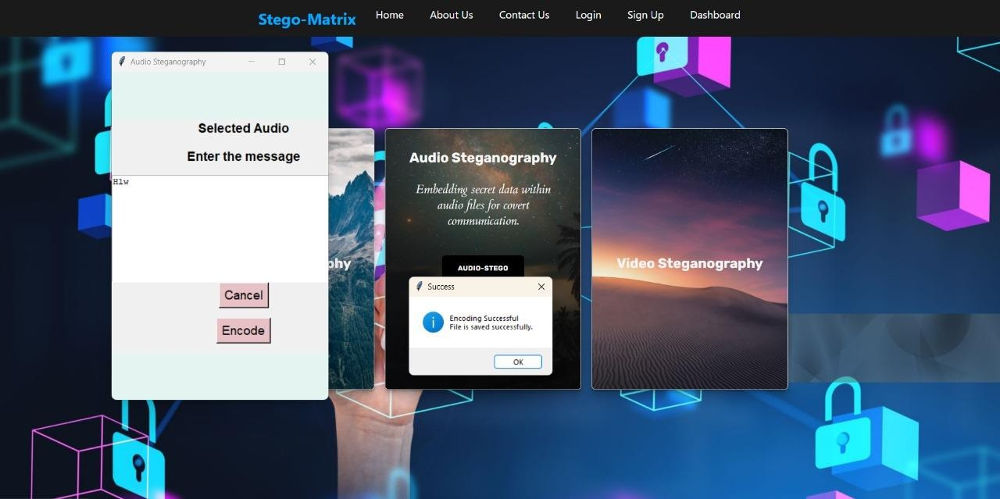 Stego-Matrix
Home
About Us
Contact Us
Login
Sign Up
Dashboard
Audio Steganography
Selected Audio
Enter the message
Hlw
Cancel
Encode
Audio Steganography
Embedding secret data within
audio files for covert
communication.
AUDIO-STEGO
Success
Encoding Successful
File is saved successfully.
OK
Video Steganography